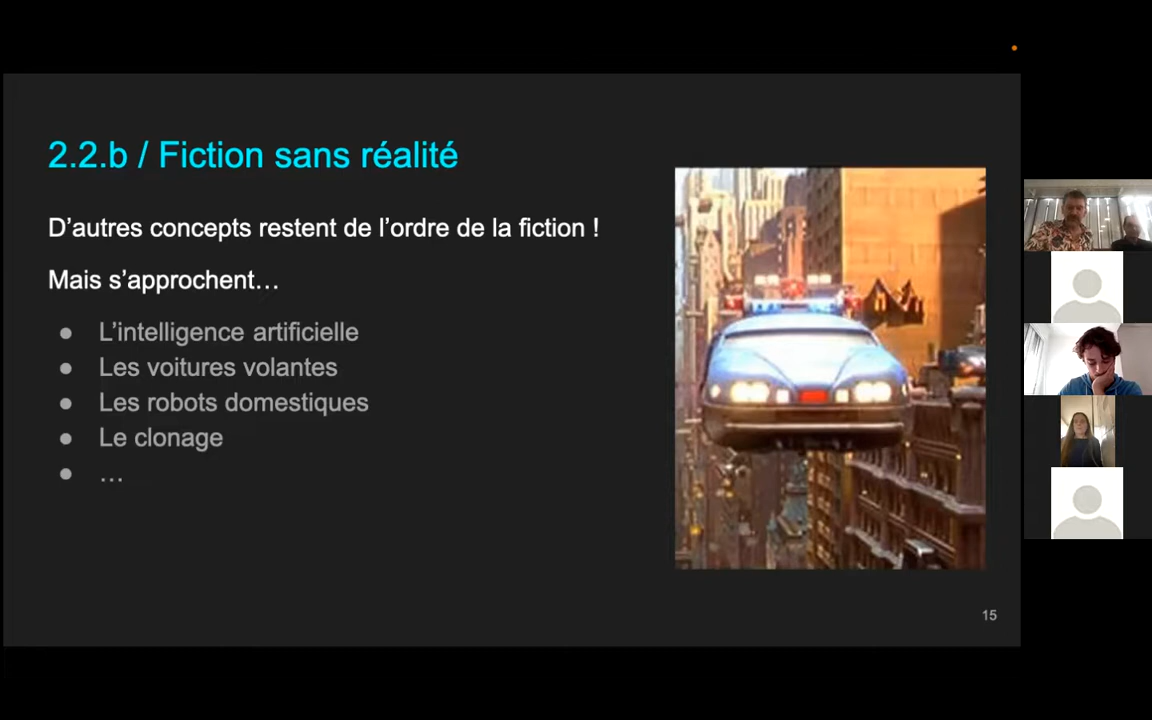 2.2.b / Fiction sans réalité
D’autres concepts restent de l’ordre de la fiction !
Mais s’approchent…
● L’intelligence artificielle
● Les voitures volantes
● Les robots domestiques
● Le clonage
● …
15